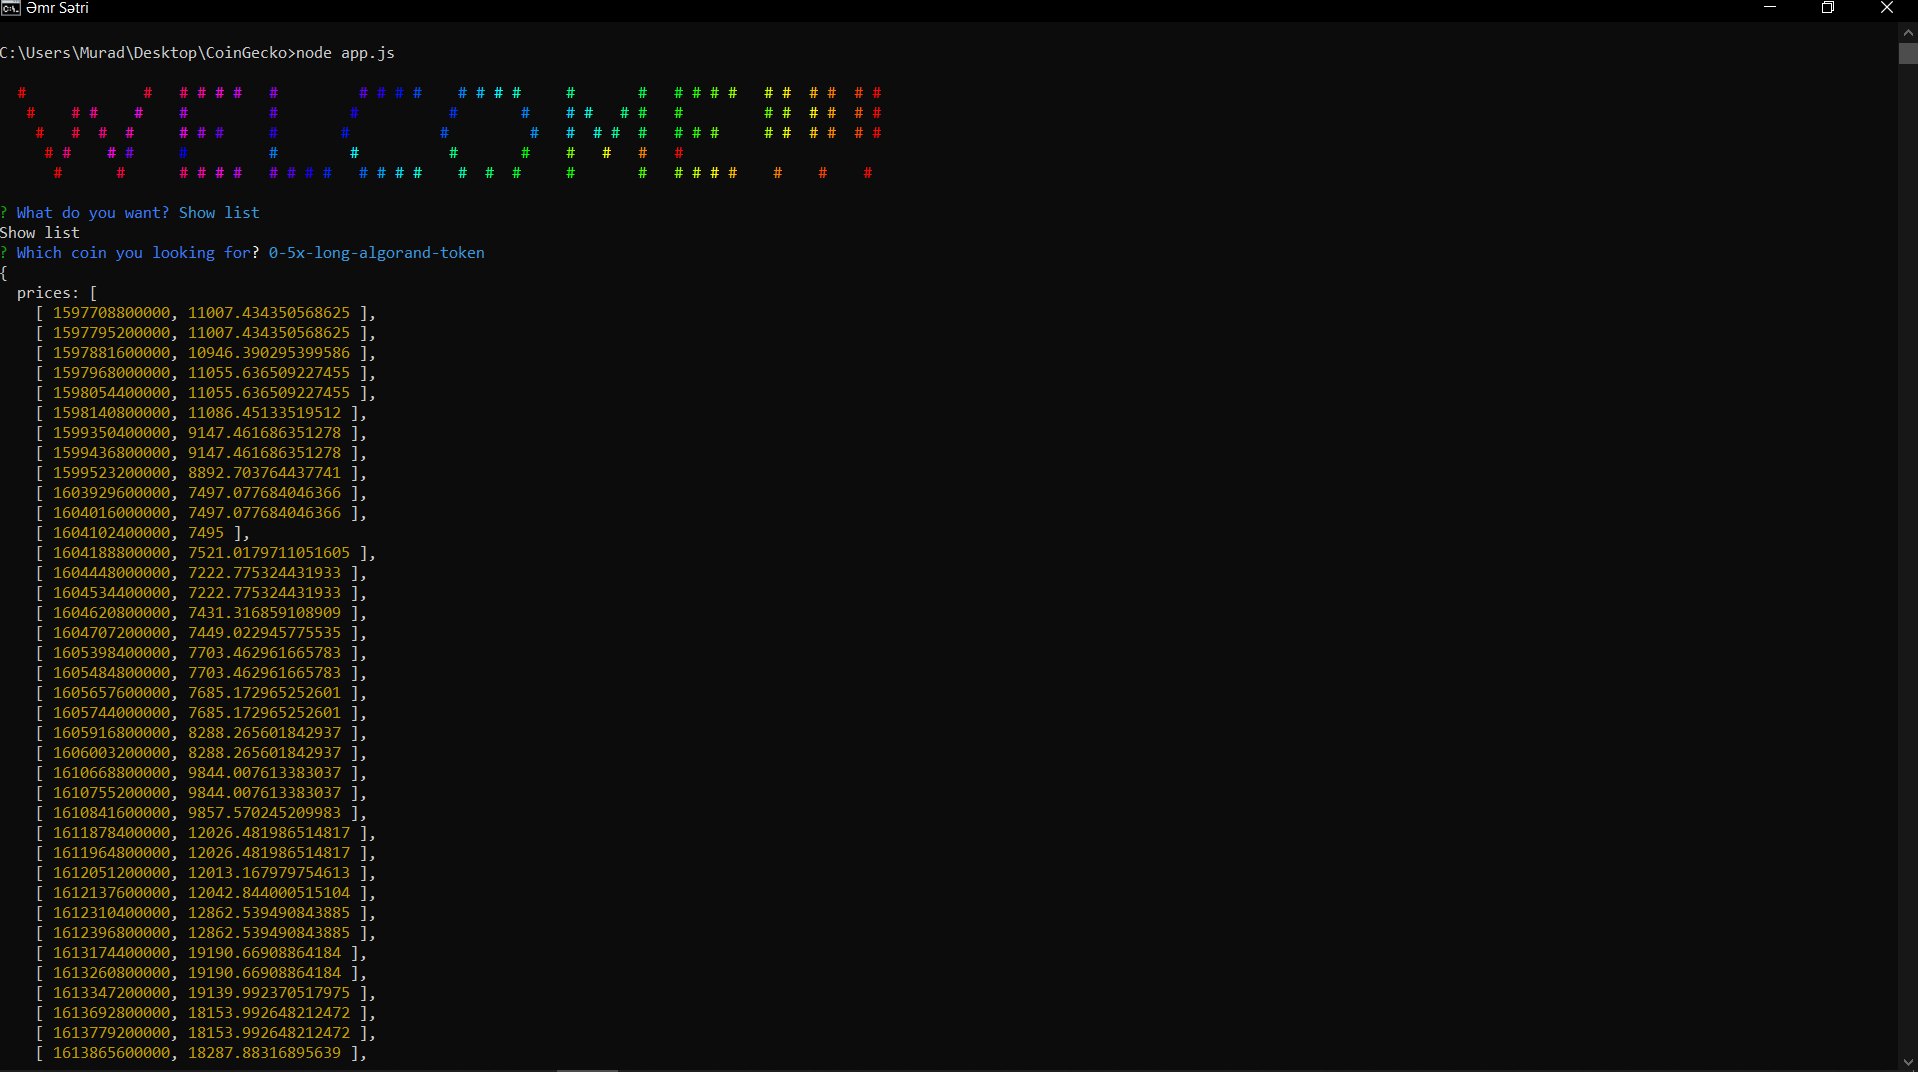 Əmr Sətri
C:\Users\Murad\Desktop\CoinGecko>node app.js
WELCOME!!!
? What do you want? Show list
Show list
? Which coin you looking for? 0-5x-long-algorand-token
{
prices: [
[ 1597708800000, 11007.434350568625 ],
[ 1597795200000, 11007.434350568625 ],
[ 1597881600000, 10946.390295399586 ],
[ 1597968000000, 11055.636509227455 ],
[ 1598054400000, 11055.636509227455 ],
[ 1598140800000, 11086.45133519512 ],
[ 1599350400000, 9147.461686351278 ],
[ 1599436800000, 9147.461686351278 ],
[ 1599523200000, 8892.703764437741 ],
[ 1603929600000, 7497.077684046366 ],
[ 1604016000000, 7497.077684046366 ],
[ 1604102400000, 7495 ],
[ 1604188800000, 7521.0179711051605 ],
[ 1604448000000, 7222.775324431933 ],
[ 1604534400000, 7222.775324431933 ],
[ 1604620800000, 7431.316859108909 ],
[ 1604707200000, 7449.022945775535 ],
[ 1605398400000, 7703.462961665783 ],
[ 1605484800000, 7703.462961665783 ],
[ 1605657600000, 7685.172965252601 ],
[ 1605744000000, 7685.172965252601 ],
[ 1605916800000, 8288.265601842937 ],
[ 1606003200000, 8288.265601842937 ],
[ 1610668800000, 9844.007613383037 ],
[ 1610755200000, 9844.007613383037 ],
[ 1610841600000, 9857.570245209983 ],
[ 1611878400000, 12026.481986514817 ],
[ 1611964800000, 12026.481986514817 ],
[ 1612051200000, 12013.167979754613 ],
[ 1612137600000, 12042.844000515104 ],
[ 1612310400000, 12862.539490843885 ],
[ 1612396800000, 12862.539490843885 ],
[ 1613174400000, 19190.66908864184 ],
[ 1613260800000, 19190.66908864184 ],
[ 1613347200000, 19139.992370517975 ],
[ 1613692800000, 18153.992648212472 ],
[ 1613779200000, 18153.992648212472 ],
[ 1613865600000, 18287.88316895639 ],